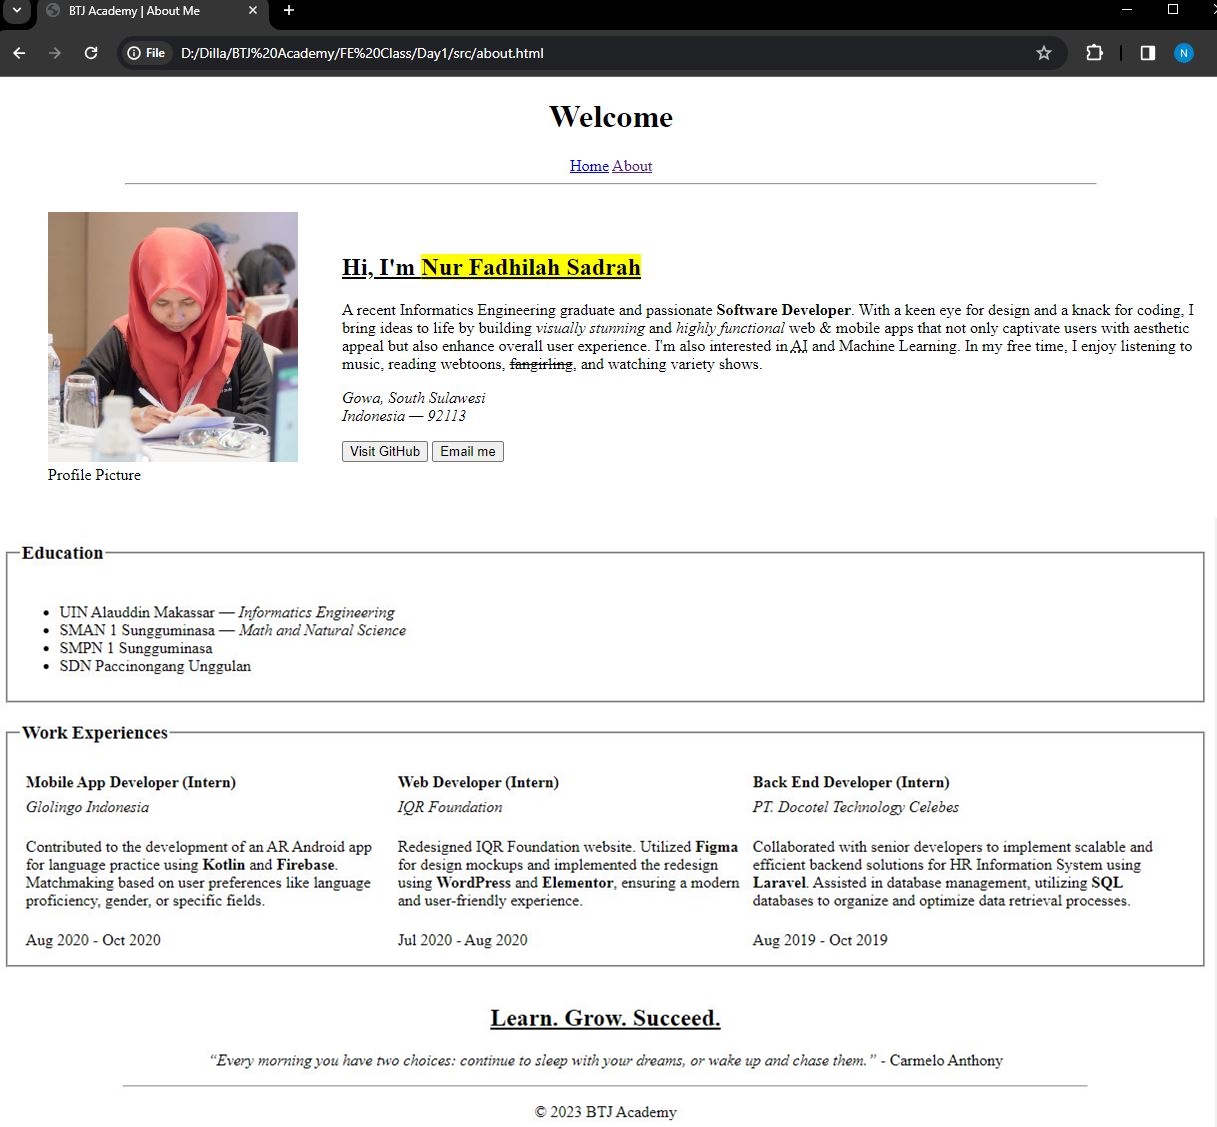 BTJ Academy | About Me
File
D:/Dilla/BTJ%20Academy/FE%20Class/Day1/src/about.html
N
Welcome
Home About
Hi, I'm Nur Fadhilah Sadrah
A recent Informatics Engineering graduate and passionate Software Developer. With a keen eye for design and a knack for coding, I
bring ideas to life by building visually stunning and highly functional web & mobile apps that not only captivate users with aesthetic
appeal but also enhance overall user experience. I'm also interested in AI and Machine Learning. In my free time, I enjoy listening to
music, reading webtoons, fangirling, and watching variety shows.
Gowa, South Sulawesi
Indonesia — 92113
Visit GitHub Email me
Profile Picture
Education
• UIN Alauddin Makassar — Informatics Engineering
• SMAN 1 Sungguminasa — Math and Natural Science
• SMPN 1 Sungguminasa
• SDN Paccinongang Unggulan
Work Experiences
Mobile App Developer (Intern)
Glolingo Indonesia
Contributed to the development of an AR Android app
for language practice using Kotlin and Firebase.
Matchmaking based on user preferences like language
proficiency, gender, or specific fields.
Aug 2020 - Oct 2020
Web Developer (Intern)
IQR Foundation
Redesigned IQR Foundation website. Utilized Figma
for design mockups and implemented the redesign
using WordPress and Elementor, ensuring a modern
and user-friendly experience.
Jul 2020 - Aug 2020
Back End Developer (Intern)
PT. Docotel Technology Celebes
Collaborated with senior developers to implement scalable and
efficient backend solutions for HR Information System using
Laravel. Assisted in database management, utilizing SQL
databases to organize and optimize data retrieval processes.
Aug 2019 - Oct 2019
Learn. Grow. Succeed.
“Every morning you have two choices: continue to sleep with your dreams, or wake up and chase them.” - Carmelo Anthony
© 2023 BTJ Academy